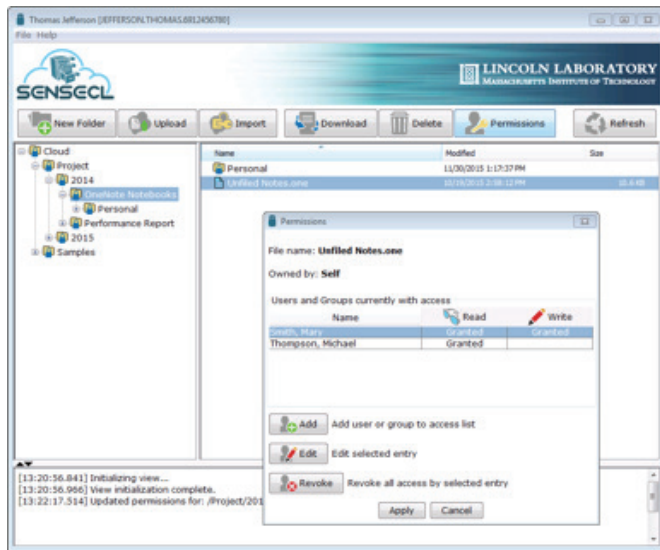 Thomas Jefferson [JEFFERSON.THOMAS.6912456780]
File Help
SENSECL
LINCOLN LABORATORY
MASSACHUSETTS INSTITUTE OF TECHNOLOGY
New Folder Upload Import Download Delete Permissions Refresh
Cloud
Project
2014
OneNote Notebooks
Personal
Performance Report
2015
Samples
Name Modified Size
Personal 11/30/2015 1:17:37 PM
Unfiled Notes.one 10.6 KB
Permissions
File name: Unfiled Notes.one
Owned by: Self
Users and Groups currently with access
Name Read Write
Smith, Mary Granted Granted
Thompson, Michael Granted
Add Add user or group to access list
Edit Edit selected entry
Revoke Revoke all access by selected entry
Apply Cancel
[13:20:56.841] Initializing view...
[13:20:56.966] View initialization complete.
[13:22:17.514] Updated permissions for: /Project/201